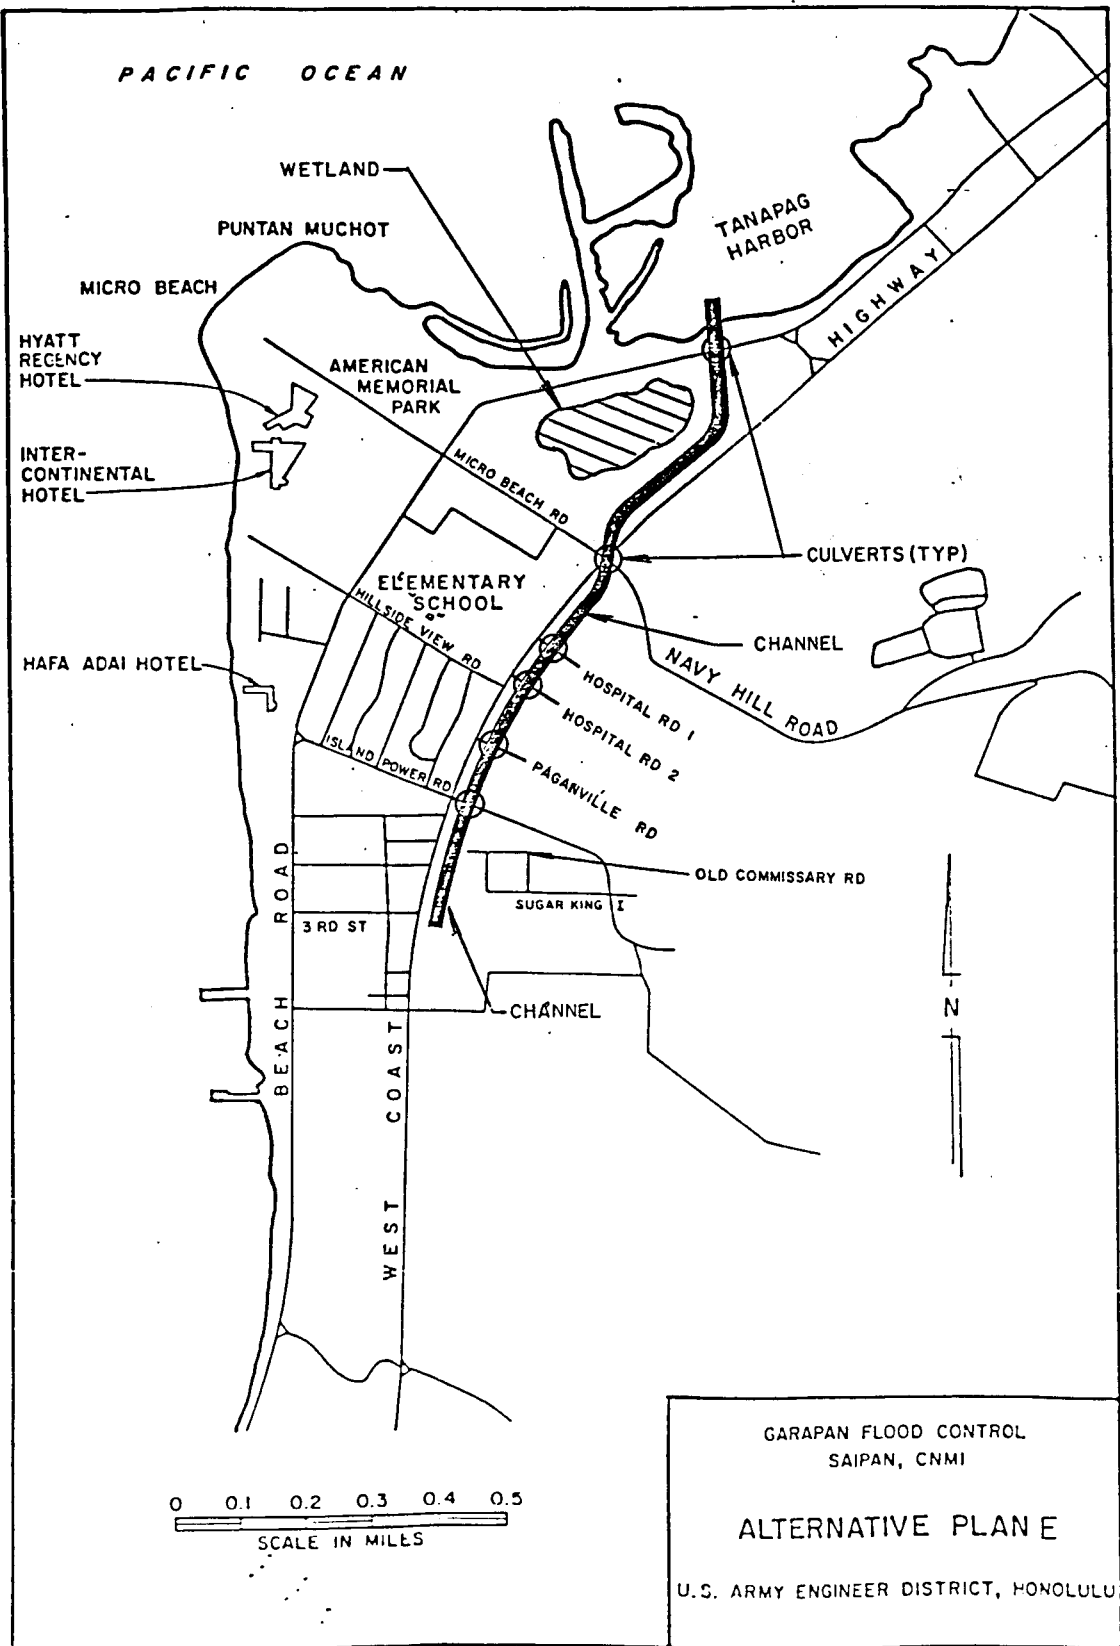 PACIFIC OCEAN
WETLAND
PUNTAN MUCHOT
TANAPAG
HARBOR
MICRO BEACH
HIGHWAY
HYATT
REGENCY
HOTEL
AMERICAN
MEMORIAL
PARK
INTER-
CONTINENTAL
HOTEL
MICRO BEACH RD
CULVERTS (TYP)
ELEMENTARY
SCHOOL
HILLSIDE VIEW RD
CHANNEL
HAFA ADAI HOTEL
NAVY HILL ROAD
HOSPITAL RD 1
HOSPITAL RD 2
ISLAND POWER RD
PAGANVILLE RD
OLD COMMISSARY RD
SUGAR KING I
3 RD ST
BEACH ROAD
CHANNEL
N
WEST COAST
0 0.1 0.2 0.3 0.4 0.5
SCALE IN MILES
GARAPAN FLOOD CONTROL
SAIPAN, CNMI
ALTERNATIVE PLAN E
U.S. ARMY ENGINEER DISTRICT, HONOLULU